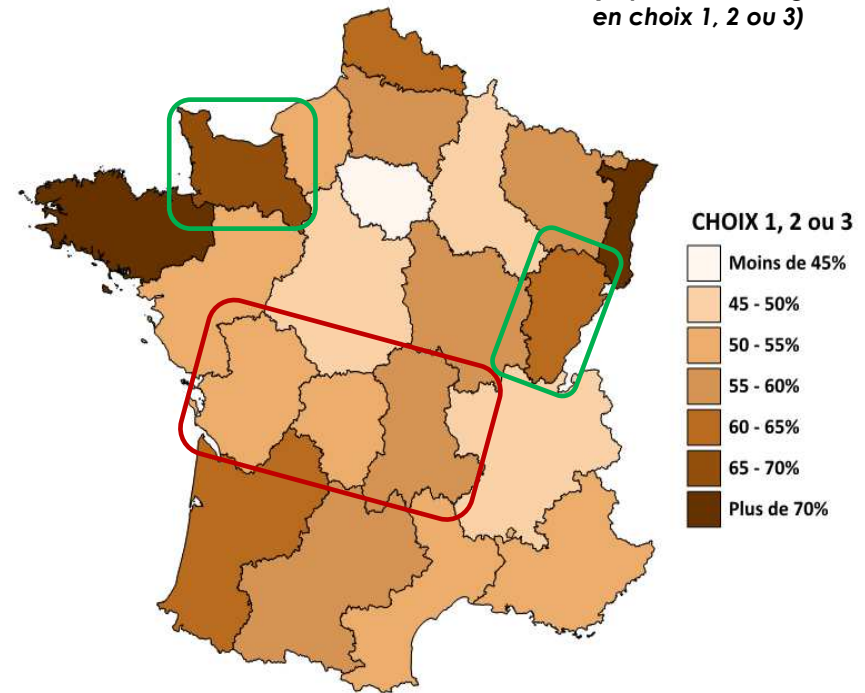 en choix 1, 2 ou 3)
CHOIX 1, 2 ou 3
Moins de 45%
45 - 50%
50 - 55%
55 - 60%
60 - 65%
65 - 70%
Plus de 70%